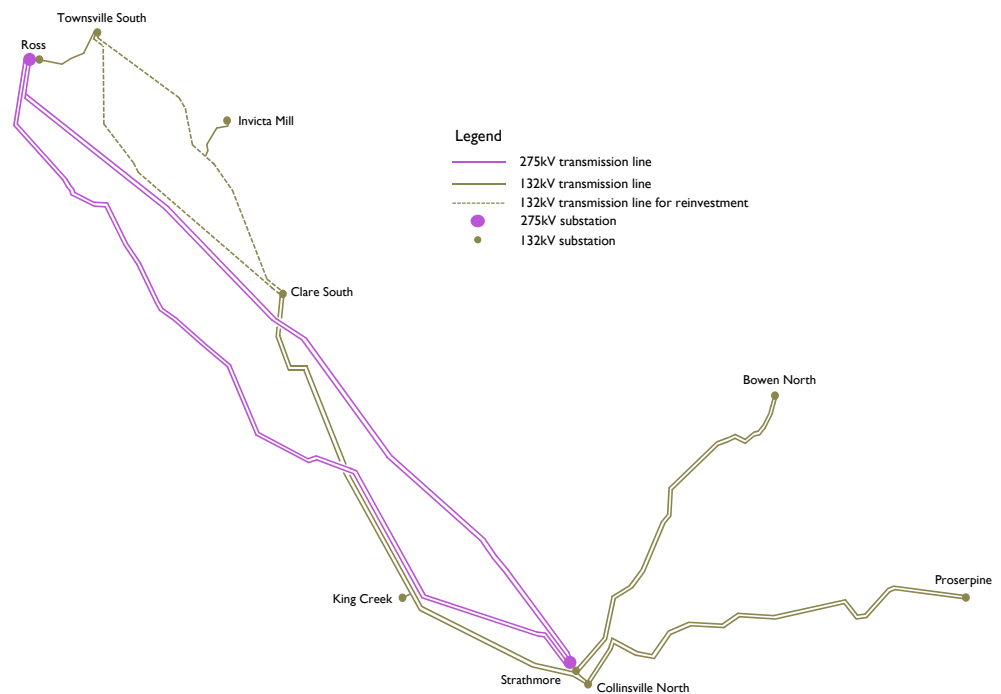 Townsville South
Ross
Invicta Mill
Legend
275kV transmission line
132kV transmission line
132kV transmission line for reinvestment
275kV substation
132kV substation
Clare South
Bowen North
King Creek
Proserpine
Strathmore
Collinsville North